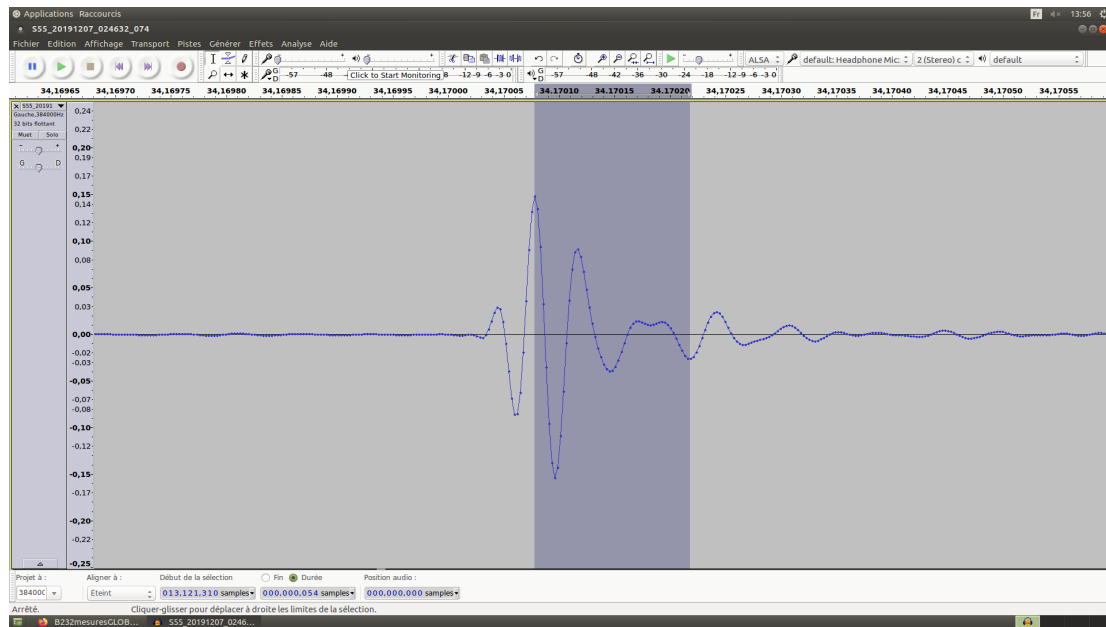 Applications Raccourcis Fr 13:56
S55_20191207_024632_074
Fichier Edition Affichage Transport Pistes Générer Effets Analyse Aide
ALSA default: Headphone Mic: 2 (Stereo) c default
-57 -48 Click to Start Monitoring 8 -12 -9 -6 -3 0 G D -57 -48 -42 -36 -30 -24 -18 -12 -9 -6 -3 0
34,16965 34,16970 34,16975 34,16980 34,16985 34,16990 34,16995 34,17000 34,17005 34,17010 34,17015 34,17020 34,17025 34,17030 34,17035 34,17040 34,17045 34,17050 34,17055
S55_20191
Gauche,384000Hz
32 bits flottant
Muet Solo
- +
G D
0,24
0,22
0,20
0,19
0,17
0,15
0,14
0,12
0,10
0,08
0,05
0,03
0,00
-0,02
-0,03
-0,05
-0,07
-0,08
-0,10
-0,12
-0,15
-0,17
-0,20
-0,22
-0,25
Projet à : Aligner à : Début de la sélection Fin Durée Position audio :
38400C Éteint 013,121,310 samples 000,000,054 samples 000,000,000 samples
Arrêté. Cliquer-glisser pour déplacer à droite les limites de la sélection.
B232mesuresGLOB... S55_20191207_0246...